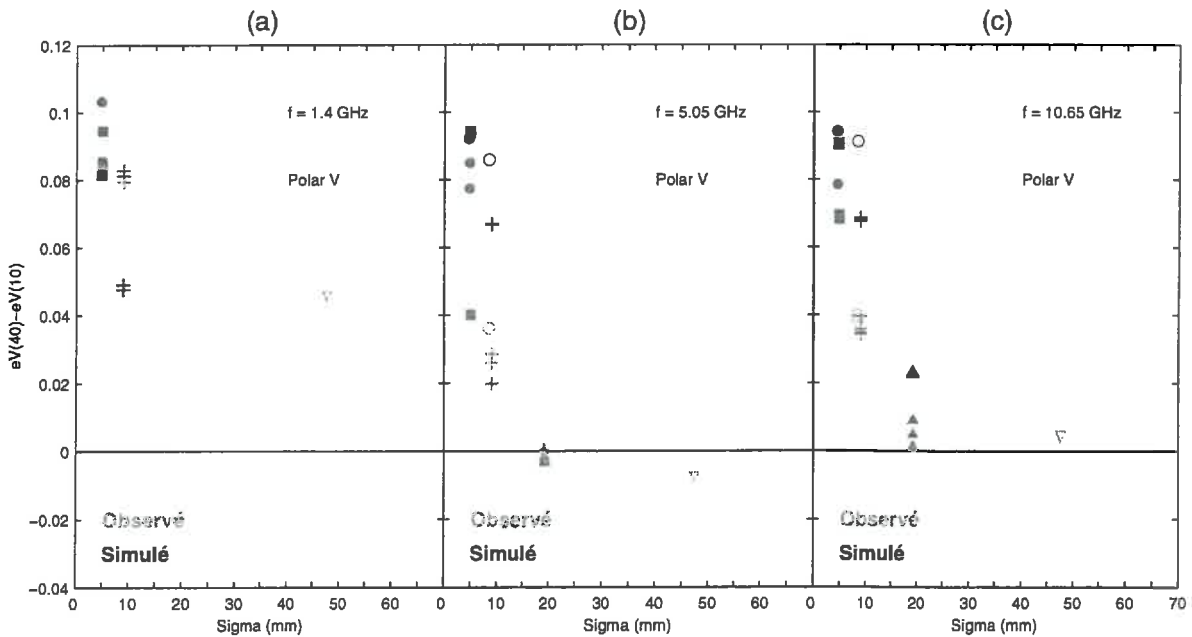 (a) (b) (c)
0.12
0.1
0.08
0.06
0.04
0.02
0
−0.02
−0.04
eV(40)−eV(10)
f = 1.4 GHz
Polar V
Observé
Simulé
f = 5.05 GHz
Polar V
Observé
Simulé
f = 10.65 GHz
Polar V
Observé
Simulé
0 10 20 30 40 50 60 0 10 20 30 40 50 60 0 10 20 30 40 50 60 70
Sigma (mm) Sigma (mm) Sigma (mm)